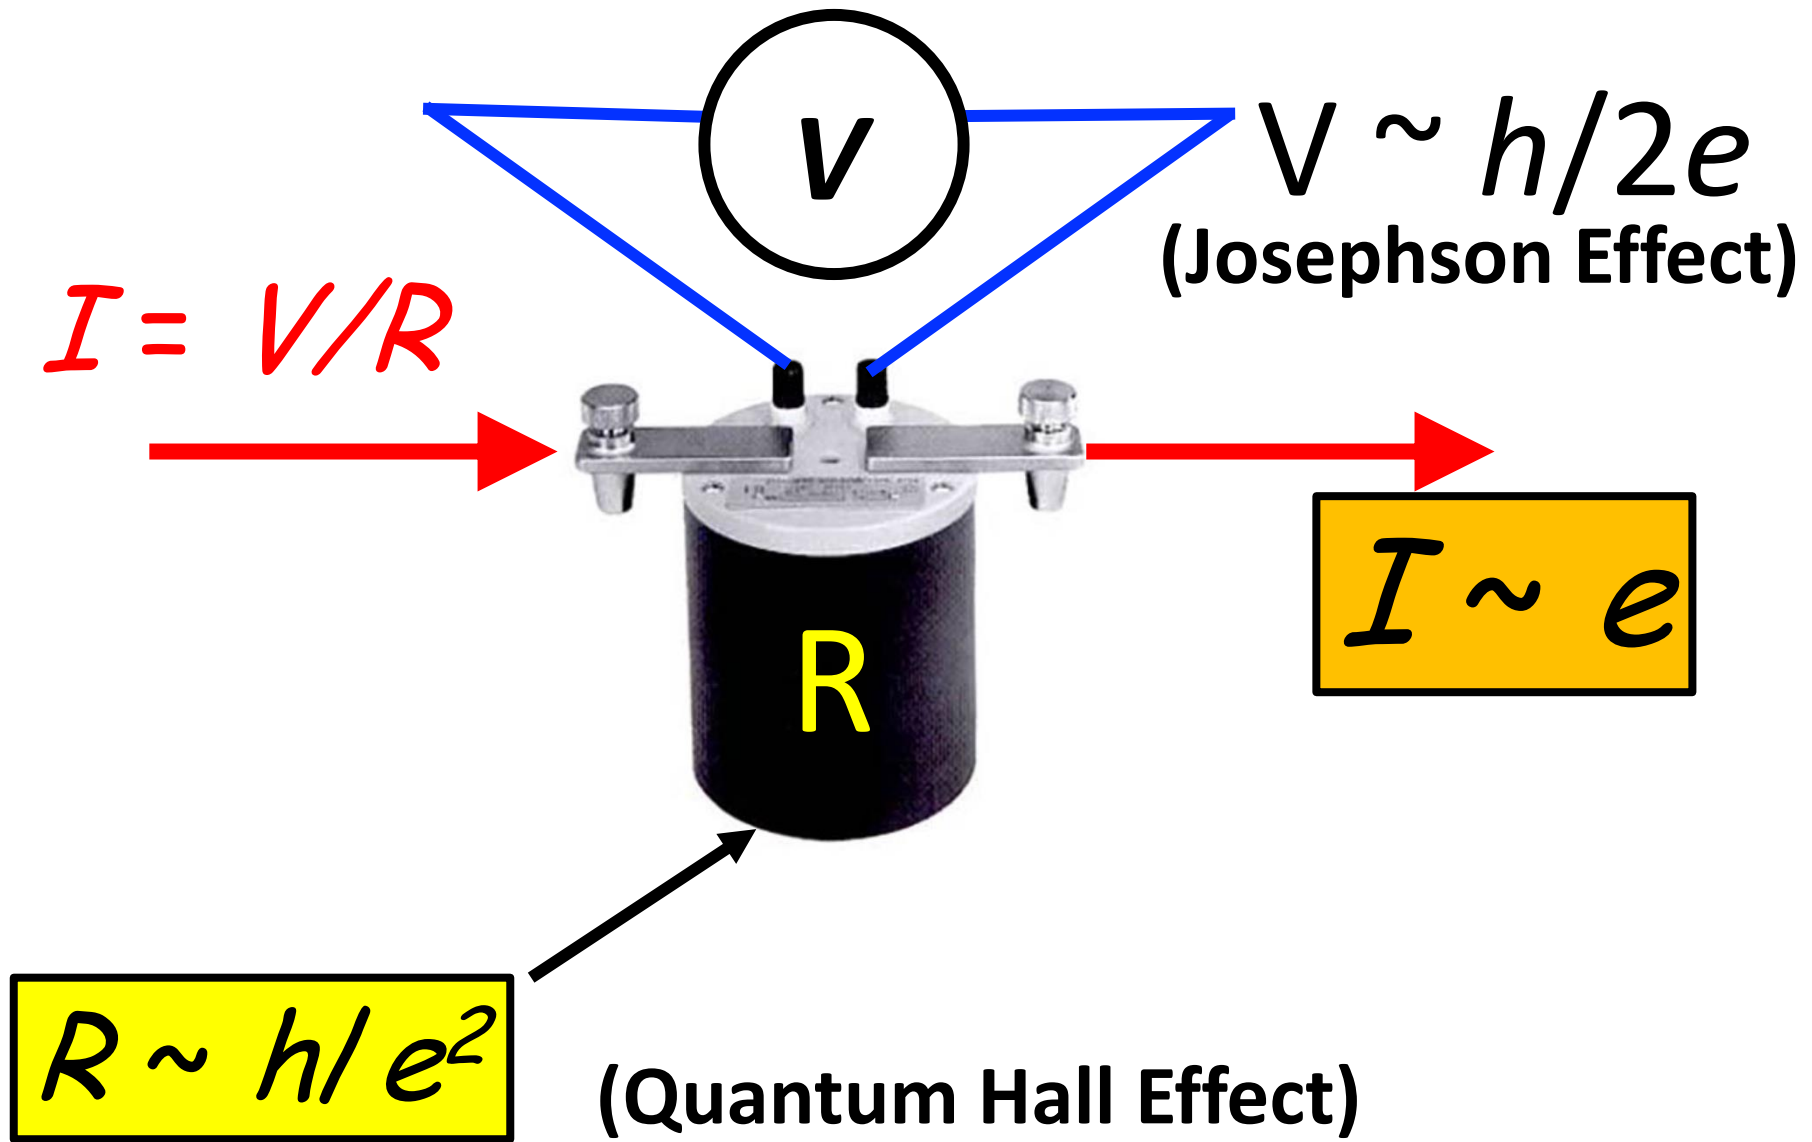 V
V ~ h/2e
(Josephson Effect)
I = V/R
I ~ e
R
R ~ h/e²
(Quantum Hall Effect)